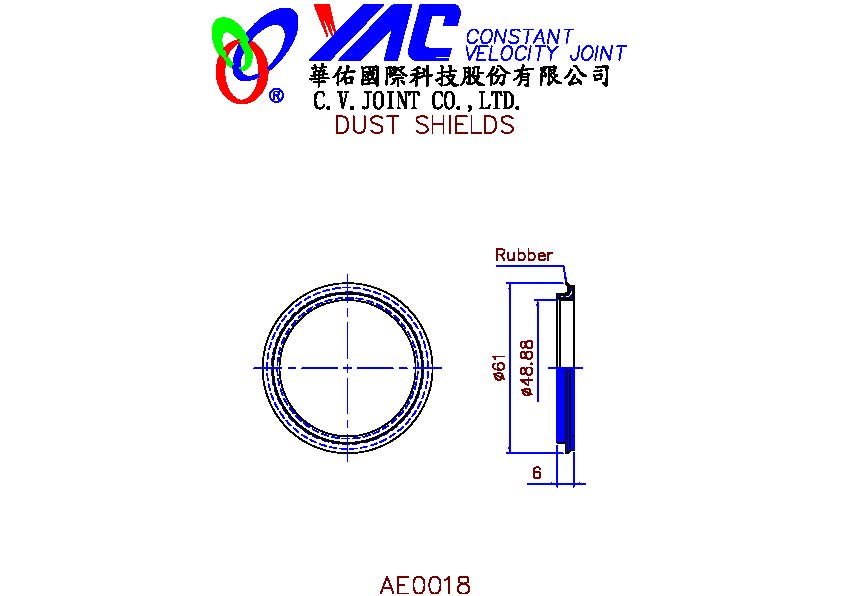 YAC CONSTANT
VELOCITY JOINT
®
華佑國際科技股份有限公司
C.V.JOINT CO.,LTD.
DUST SHIELDS
Rubber
ø61
ø48.88
6
AE0018